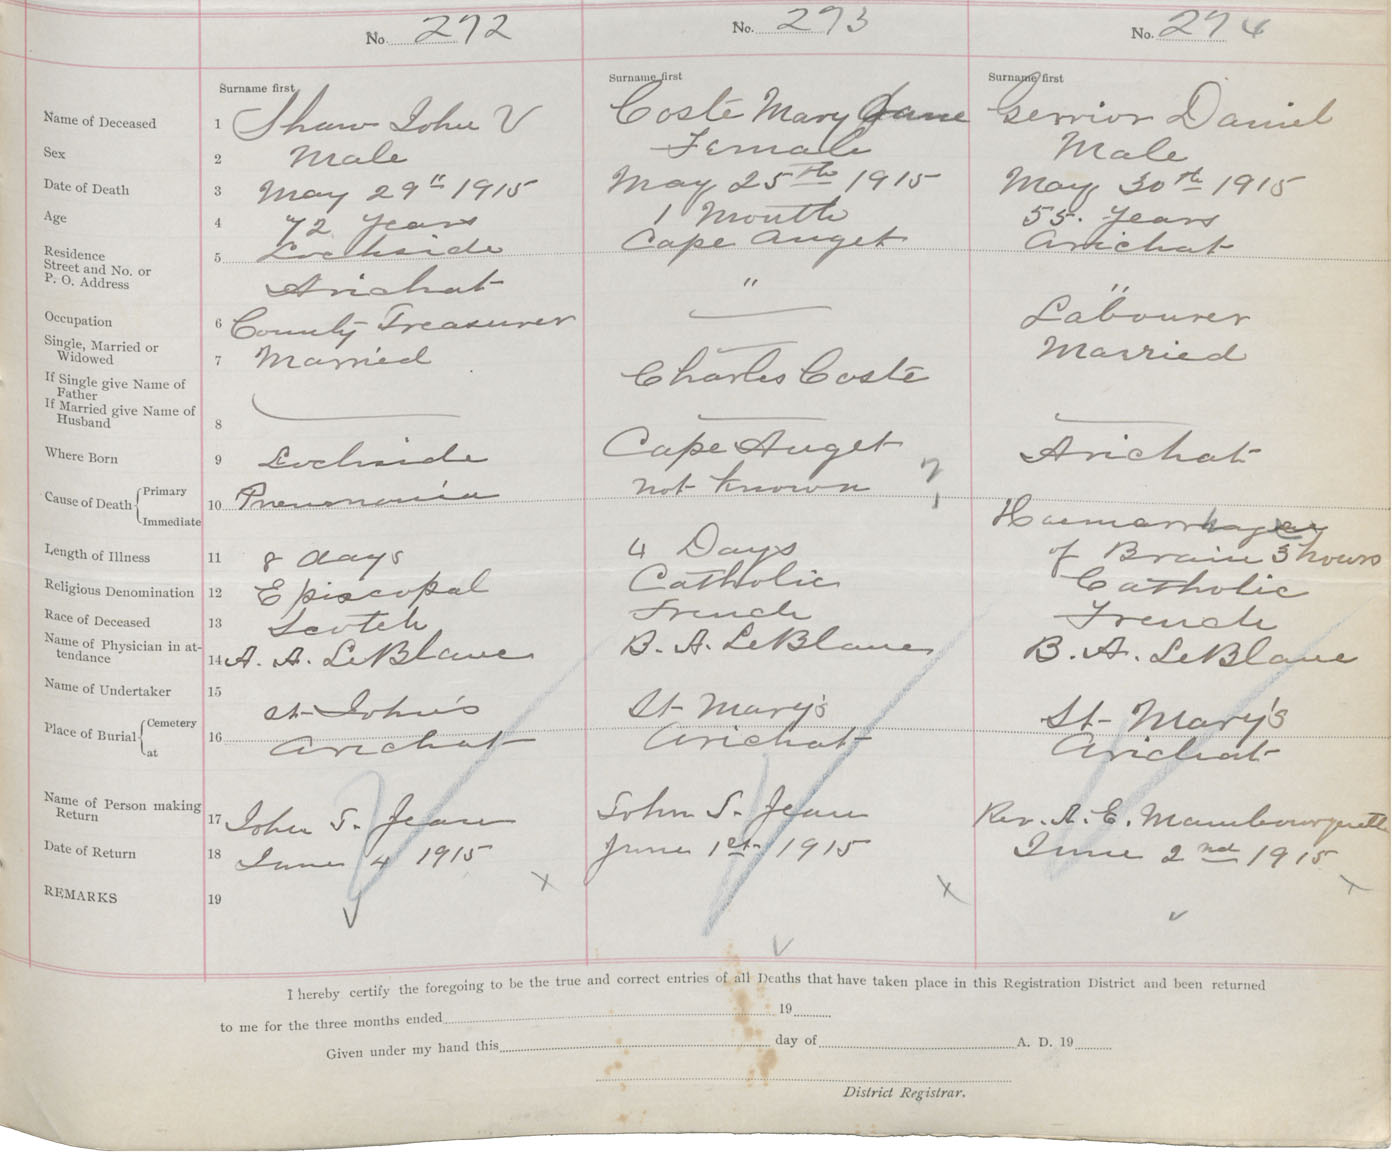 No. 272 No. 273 No. 274
Surname first Surname first Surname first
Name of Deceased 1 Shaw John V Coste Mary Jane Gerrior Daniel
Sex 2 Male Female Male
Date of Death 3 May 29" 1915 May 25th 1915 May 30th 1915
Age 4 72 Years 1 Month 55. Years
Residence 5 Lochside Cape Auget Arichat
Street and No. or
P. O. Address Arichat " "
Occupation 6 County Treasurer Labourer
Single, Married or
Widowed 7 Married Married
If Single give Name of
Father Charles Coste
If Married give Name of
Husband 8
Where Born 9 Lochside Cape Auget Arichat
Cause of Death { Primary 10 Pneumonia not known ?
Immediate Haemorrhage
Length of Illness 11 8 days 4 Days of Brain 3 hours
Religious Denomination 12 Episcopal Catholic Catholic
Race of Deceased 13 Scotch French French
Name of Physician in at-
tendance 14 A. A. LeBlanc B. A. LeBlanc B. A. LeBlanc
Name of Undertaker 15
Place of Burial { Cemetery 16 St-John's St-Mary's St-Mary's
at Arichat Arichat Arichat
Name of Person making
Return 17 John S. Jean John S. Jean Rev. A. E. Mombourquette
Date of Return 18 June 4 1915 June 1st 1915 June 2nd 1915
REMARKS 19
I hereby certify the foregoing to be the true and correct entries of all Deaths that have taken place in this Registration District and been returned
to me for the three months ended 19
Given under my hand this day of A. D. 19
District Registrar.